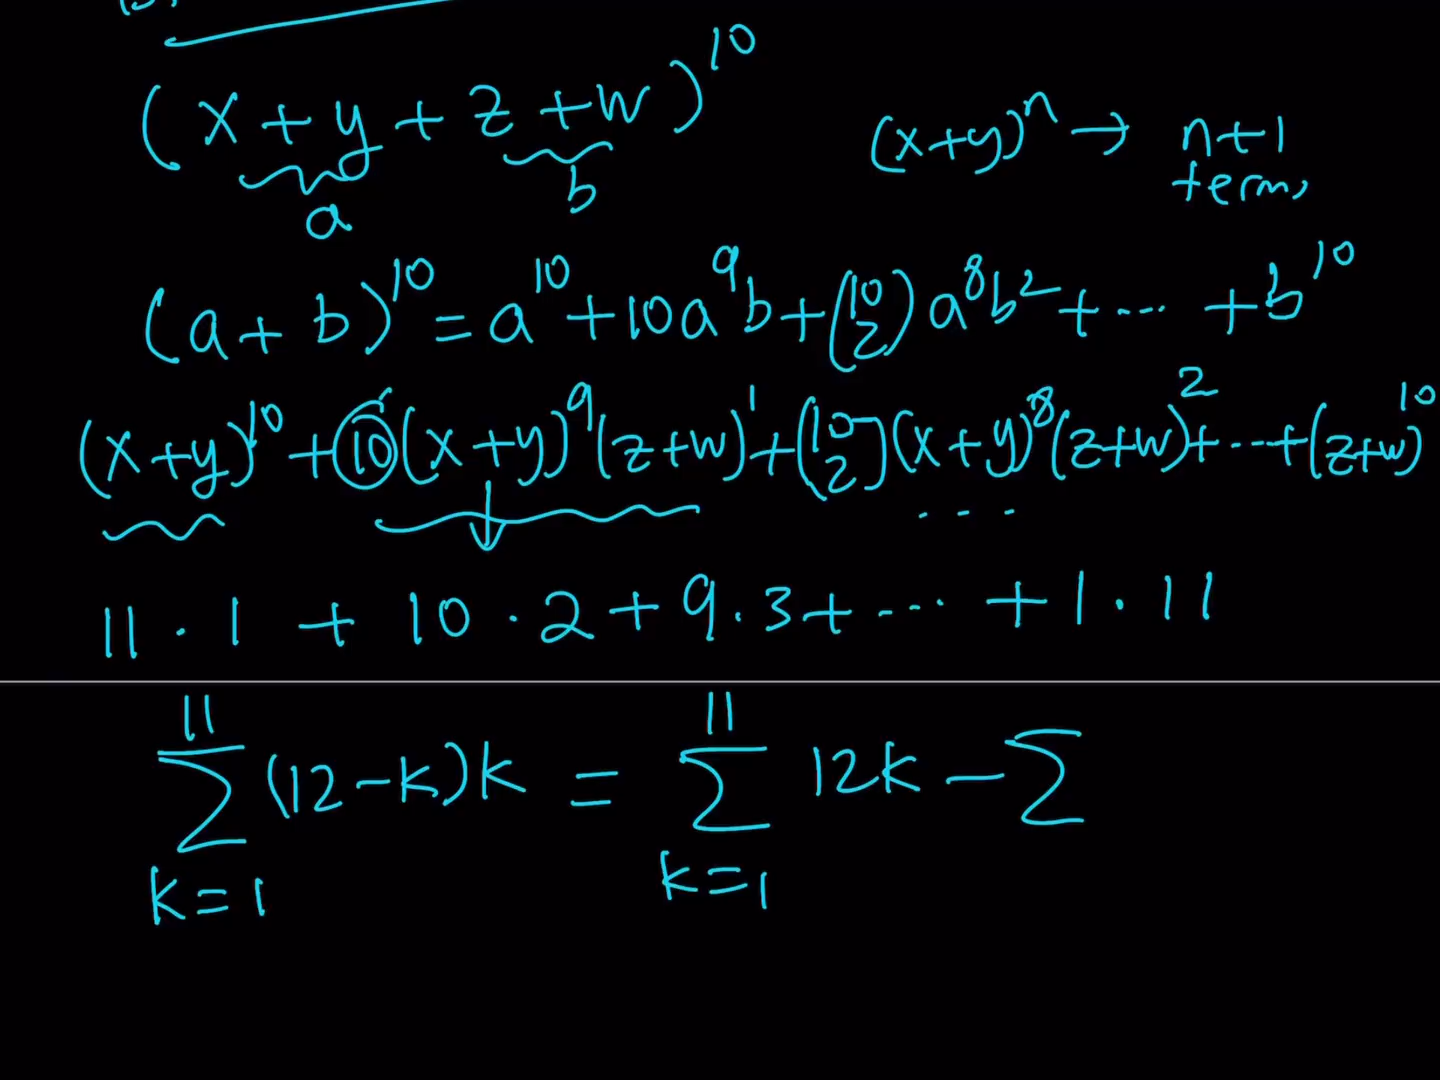 (x + y + z + w)^10
a b
(x+y)^n → n+1 terms
(a + b)^10 = a^10 + 10a^9b + (10 2) a^8b^2 + ... + b^10
(x+y)^10 + 10(x+y)^9(z+w)^1 + (10 2)(x+y)^8(z+w)^2 + ... + (z+w)^10
. . .
11 · 1 + 10 · 2 + 9 · 3 + ... + 1 · 11
11 11
∑ (12-k)k = ∑ 12k - ∑
k=1 k=1